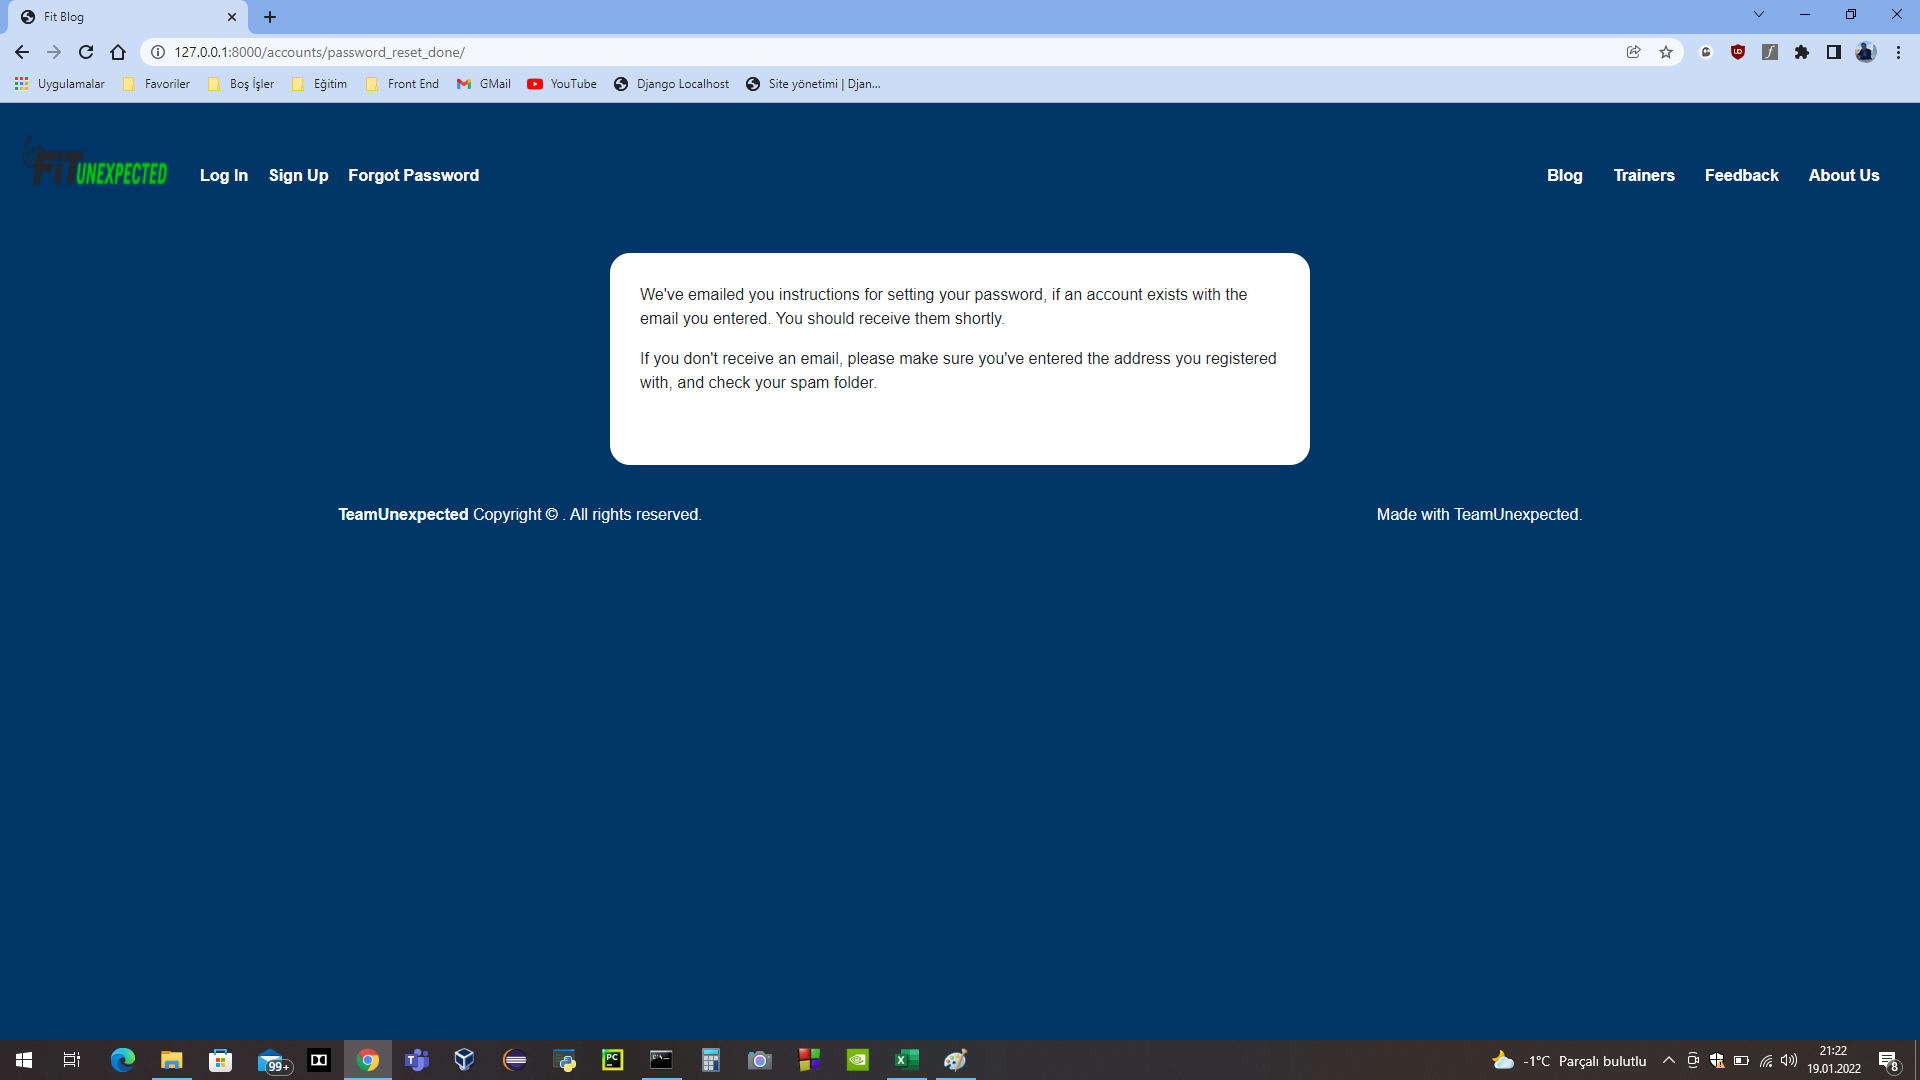 Fit Blog
127.0.0.1:8000/accounts/password_reset_done/
Uygulamalar Favoriler Boş İşler Eğitim Front End GMail YouTube Django Localhost Site yönetimi | Djan...
FİT UNEXPECTED Log In Sign Up Forgot Password Blog Trainers Feedback About Us
We've emailed you instructions for setting your password, if an account exists with the
email you entered. You should receive them shortly.
If you don't receive an email, please make sure you've entered the address you registered
with, and check your spam folder.
TeamUnexpected Copyright © . All rights reserved. Made with TeamUnexpected.
99+ -1°C Parçalı bulutlu 21:22
19.01.2022 8